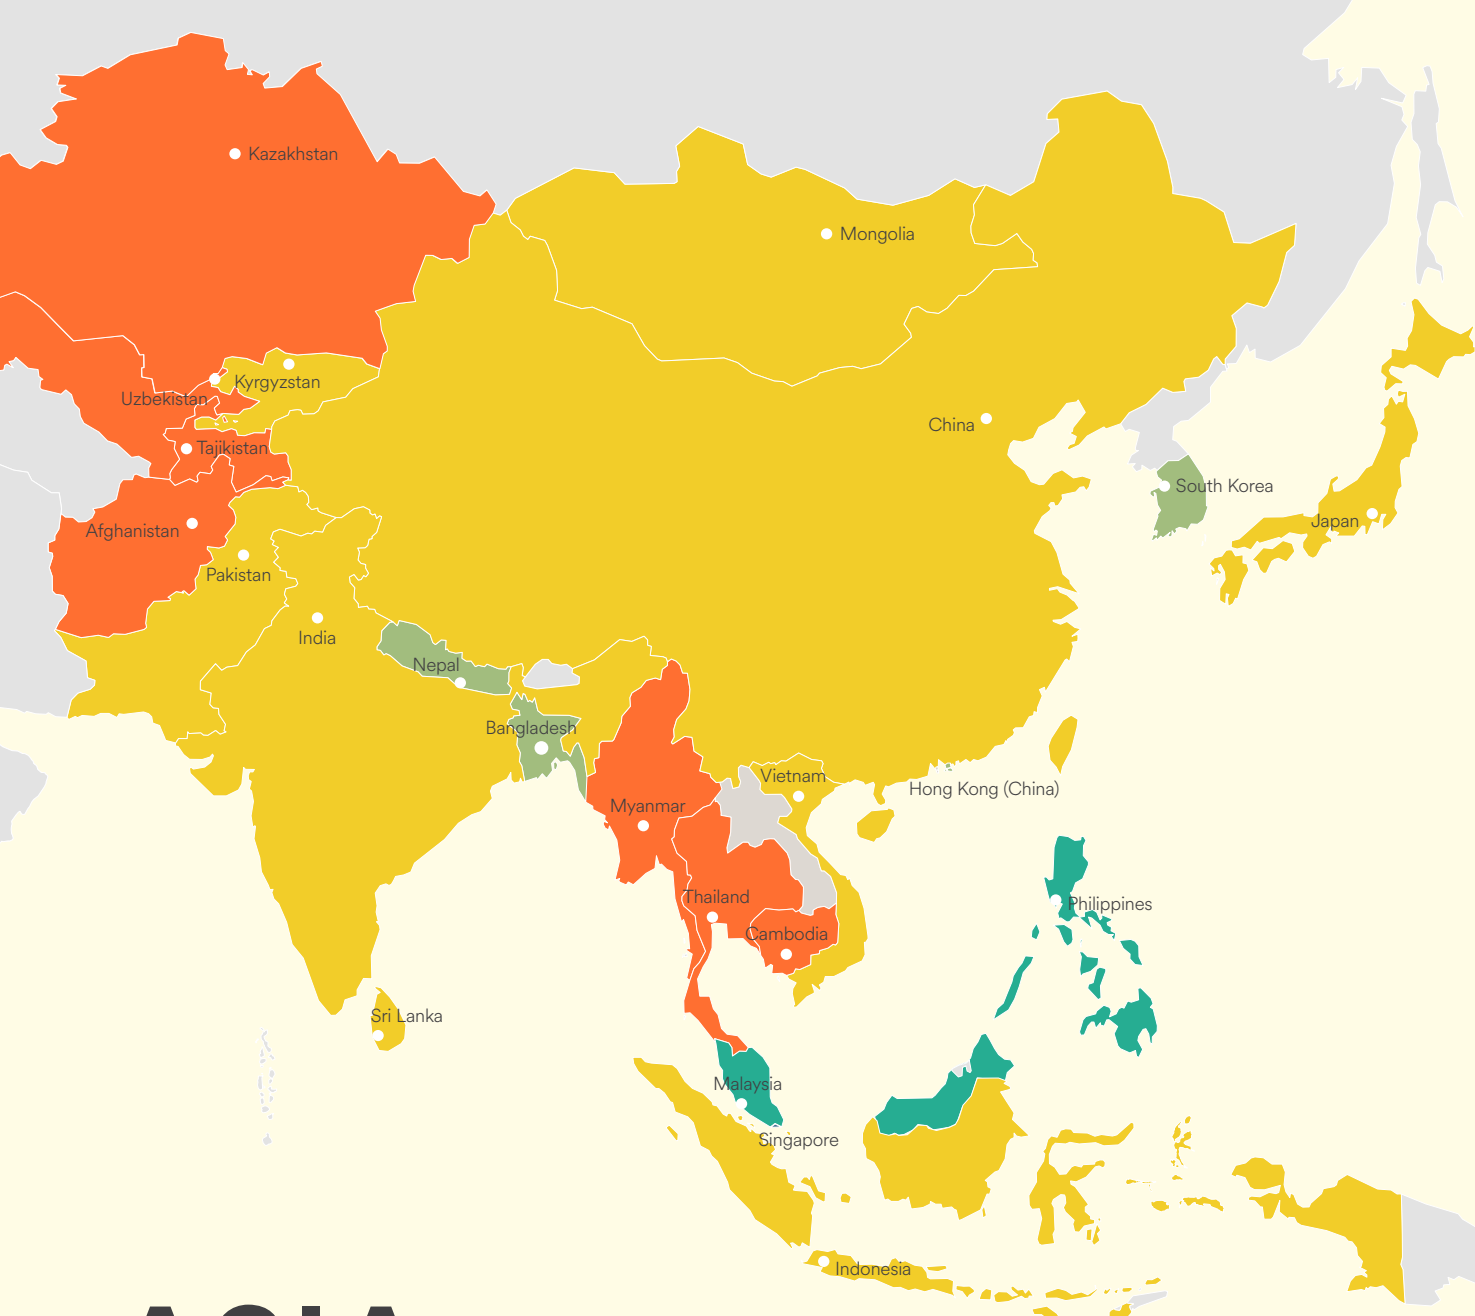 Kazakhstan
Mongolia
Kyrgyzstan
Uzbekistan
China
Tajikistan
South Korea
Japan
Afghanistan
Pakistan
India
Nepal
Bangladesh
Vietnam
Hong Kong (China)
Myanmar
Thailand
Philippines
Cambodia
Sri Lanka
Malaysia
Singapore
Indonesia
ASIA